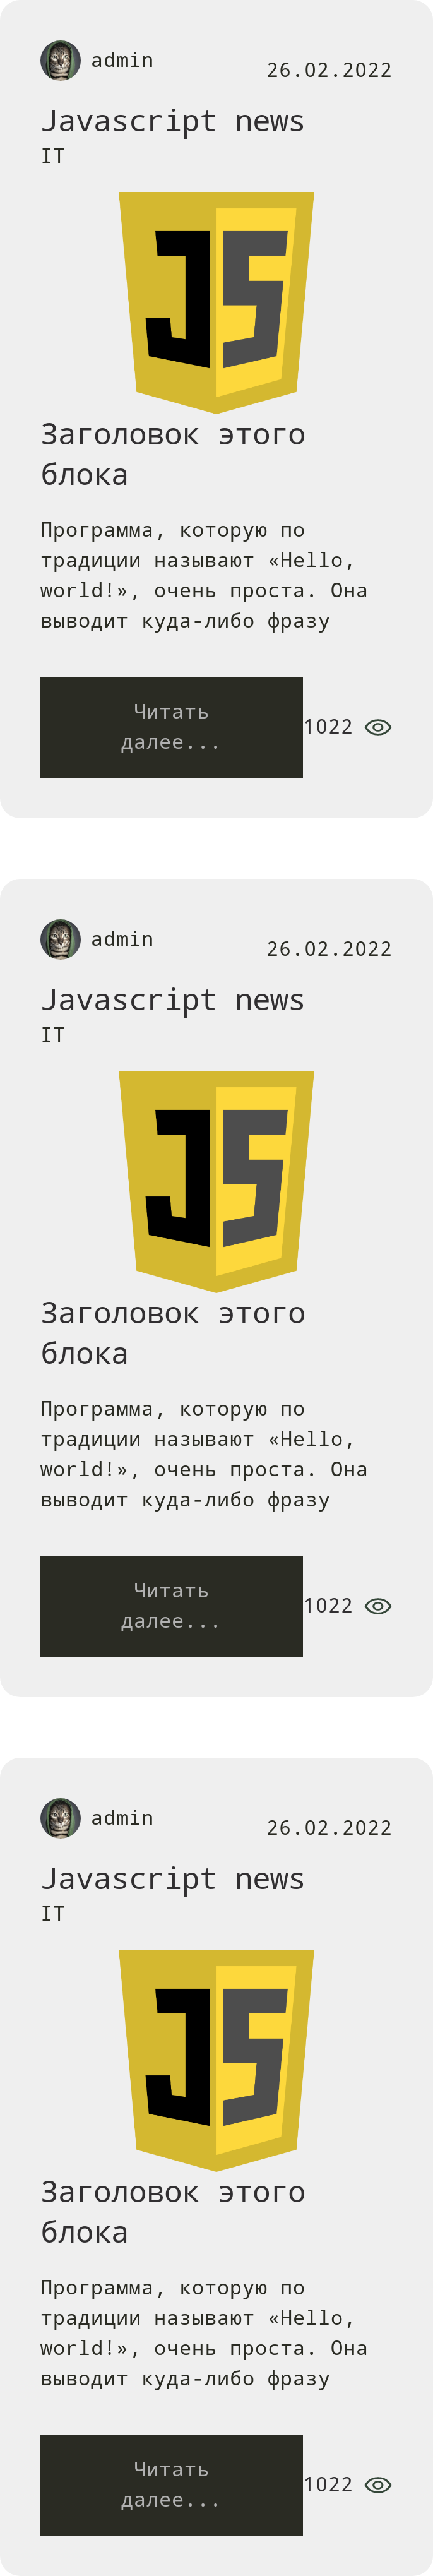 admin
26.02.2022
Javascript news
IT
JS
Заголовок этого
блока
Программа, которую по
традиции называют «Hello,
world!», очень проста. Она
выводит куда-либо фразу
Читать
далее...
1022
admin
26.02.2022
Javascript news
IT
JS
Заголовок этого
блока
Программа, которую по
традиции называют «Hello,
world!», очень проста. Она
выводит куда-либо фразу
Читать
далее...
1022
admin
26.02.2022
Javascript news
IT
JS
Заголовок этого
блока
Программа, которую по
традиции называют «Hello,
world!», очень проста. Она
выводит куда-либо фразу
Читать
далее...
1022